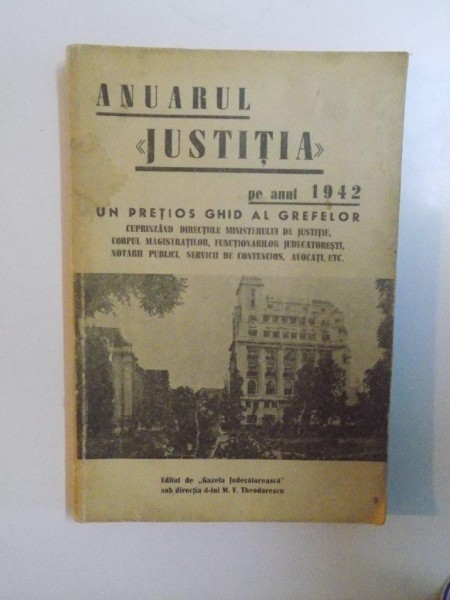 ANUARUL
«JUSTIȚIA»
pe anul 1942
UN PREȚIOS GHID AL GREFELOR
CUPRINZÂND DIRECȚIILE MINISTERULUI DE JUSTIȚIE,
CORPUL MAGISTRAȚILOR, FUNCȚIONARILOR JUDECĂTOREȘTI,
NOTARII PUBLICI, SERVICII DE CONTENCIOS, AVOCAȚI, ETC.
Editat de „Gazeta Judecătorească”
sub direcția d-lui M. V. Theodorescu